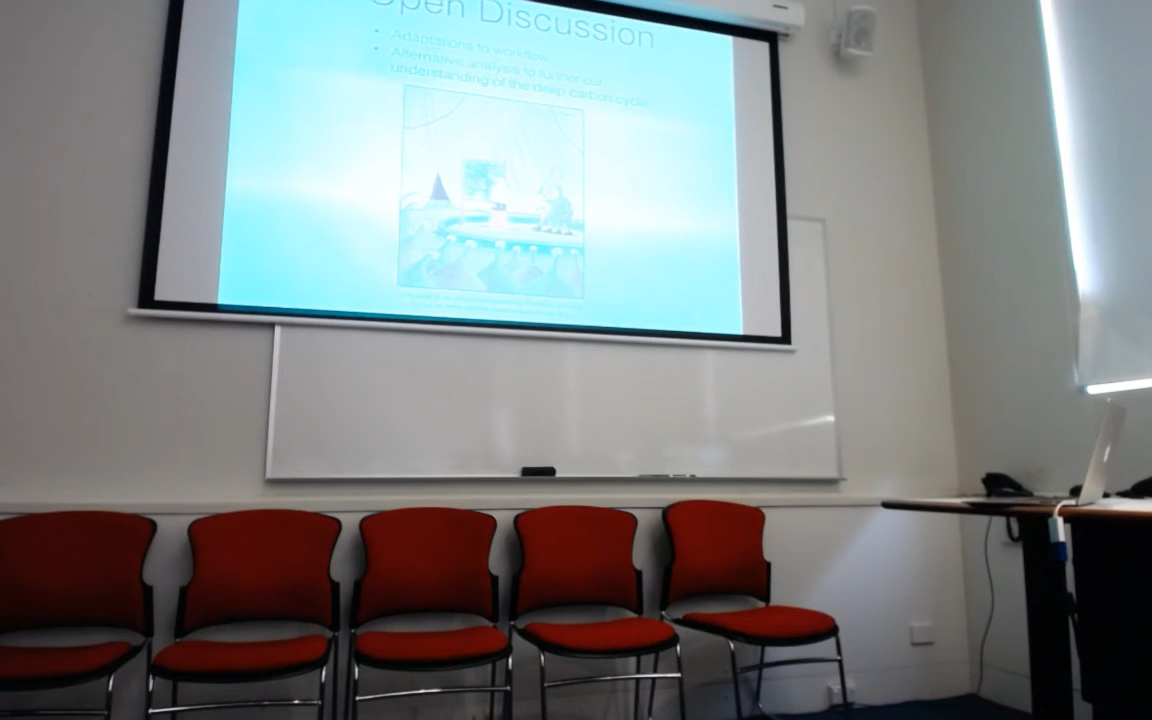 Open Discussion
• Adaptations to workflow
• Alternative analysis to further our
understanding of the deep carbon cycle